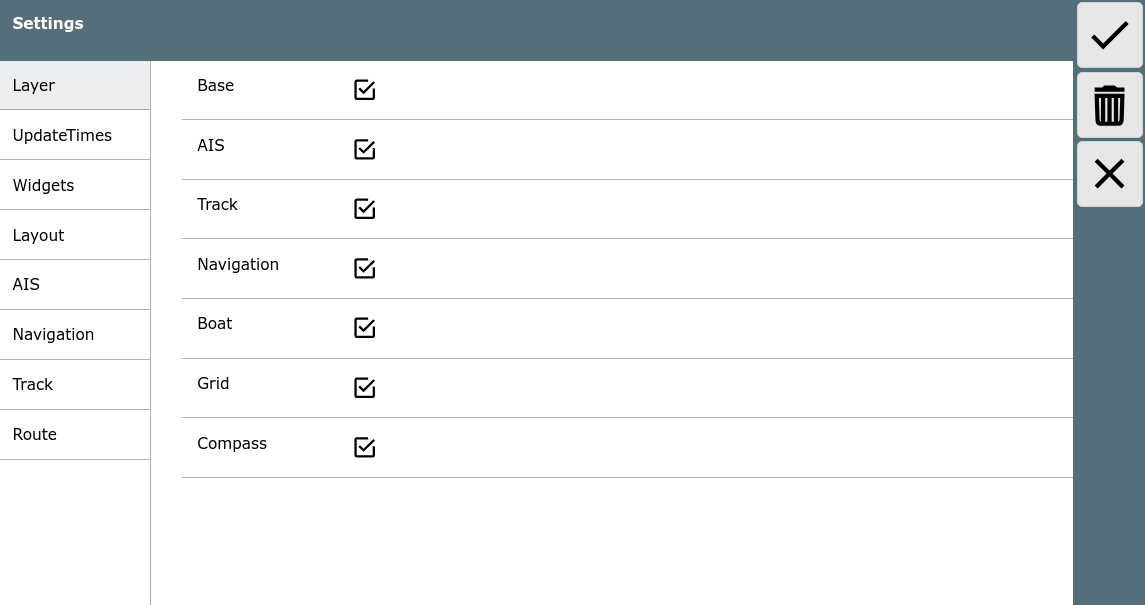 Settings
Layer
UpdateTimes
Widgets
Layout
AIS
Navigation
Track
Route
Base
AIS
Track
Navigation
Boat
Grid
Compass